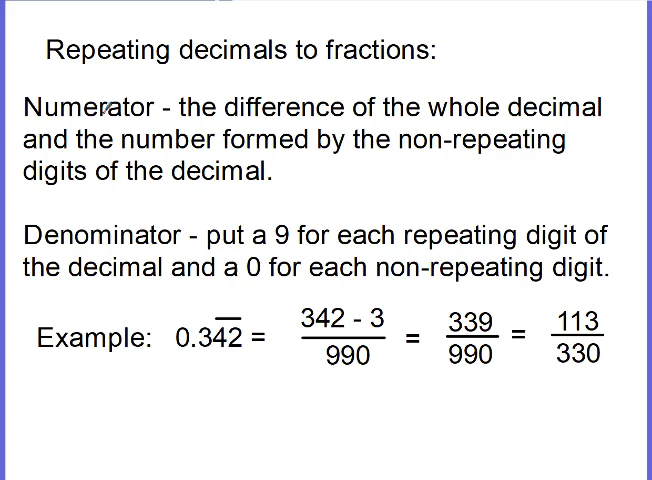 Repeating decimals to fractions:
Numerator - the difference of the whole decimal
and the number formed by the non-repeating
digits of the decimal.
Denominator - put a 9 for each repeating digit of
the decimal and a 0 for each non-repeating digit.
Example: 0.34̅2̅ = (342 - 3)/990 = 339/990 = 113/330